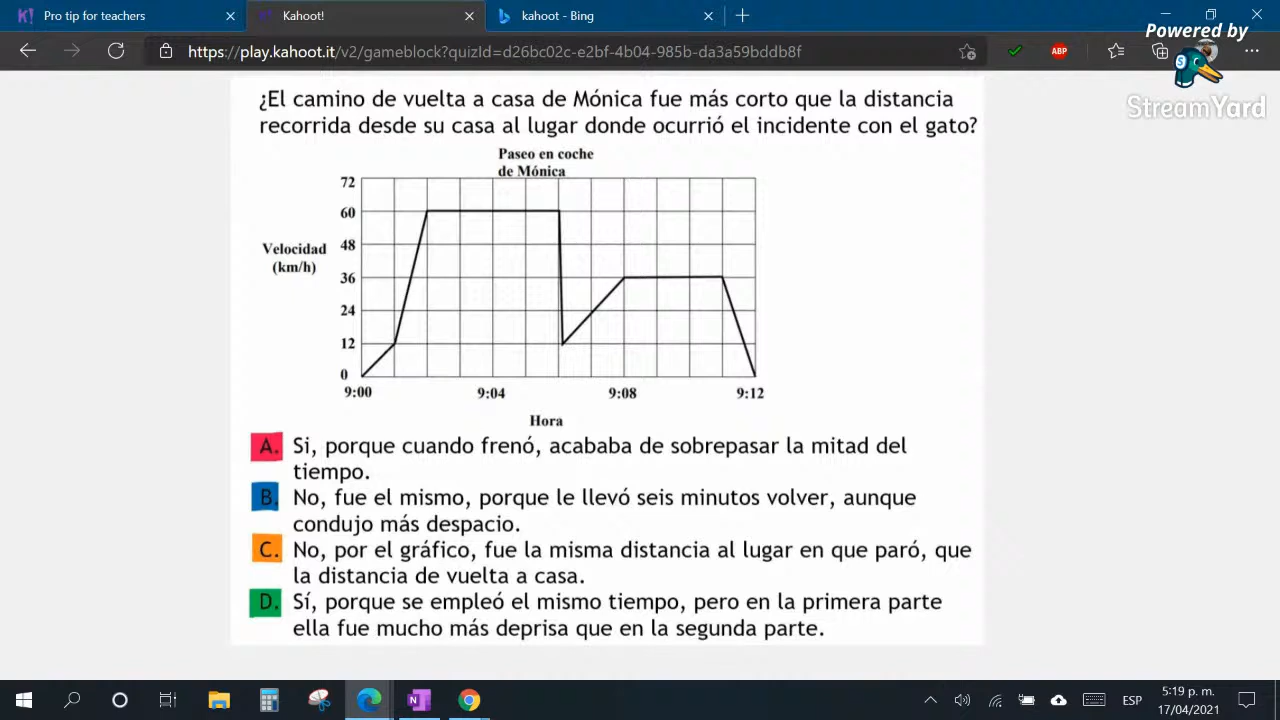 Pro tip for teachers
Kahoot!
kahoot - Bing
https://play.kahoot.it/v2/gameblock?quizId=d26bc02c-e2bf-4b04-985b-da3a59bddb8f
ABP
Powered by
StreamYard
¿El camino de vuelta a casa de Mónica fue más corto que la distancia
recorrida desde su casa al lugar donde ocurrió el incidente con el gato?
Paseo en coche
de Mónica
72
60
Velocidad
(km/h)
48
36
24
12
0
9:00
9:04
9:08
9:12
Hora
A. Si, porque cuando frenó, acababa de sobrepasar la mitad del
tiempo.
B. No, fue el mismo, porque le llevó seis minutos volver, aunque
condujo más despacio.
C. No, por el gráfico, fue la misma distancia al lugar en que paró, que
la distancia de vuelta a casa.
D. Sí, porque se empleó el mismo tiempo, pero en la primera parte
ella fue mucho más deprisa que en la segunda parte.
ESP
5:19 p. m.
17/04/2021